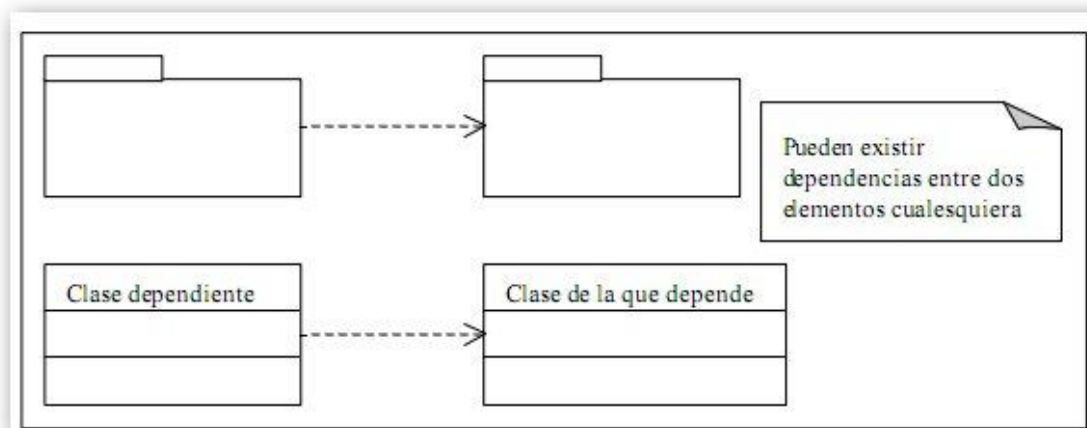 Pueden existir
dependencias entre dos
elementos cualesquiera
Clase dependiente
Clase de la que depende